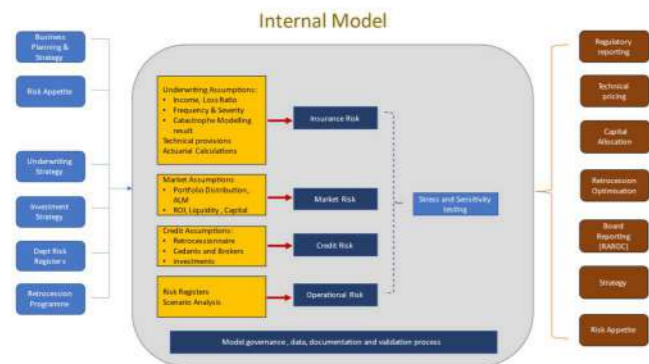 Internal Model
Business
Planning &
Strategy
Risk Appetite
Underwriting
Strategy
Investment
Strategy
Dept Risk
Registers
Retrocession
Programme
Underwriting Assumptions:
• Income, Loss Ratio
• Frequency & Severity
• Catastrophe Modelling
result
Technical provisions
Actuarial Calculations
Insurance Risk
Market Assumptions:
• Portfolio Distribution,
ALM
• ROI, Liquidity , Capital
Market Risk
Credit Assumptions:
• Retrocessionnaire
• Cedants and Brokers
• Investments
Credit Risk
Risk Registers
Scenario Analysis
Operational Risk
Stress and Sensitivity
testing
Model governance , data, documentation and validation process
Regulatory
reporting
Technical
pricing
Capital
Allocation
Retrocession
Optimisation
Board
Reporting
(RAROC)
Strategy
Risk Appetite